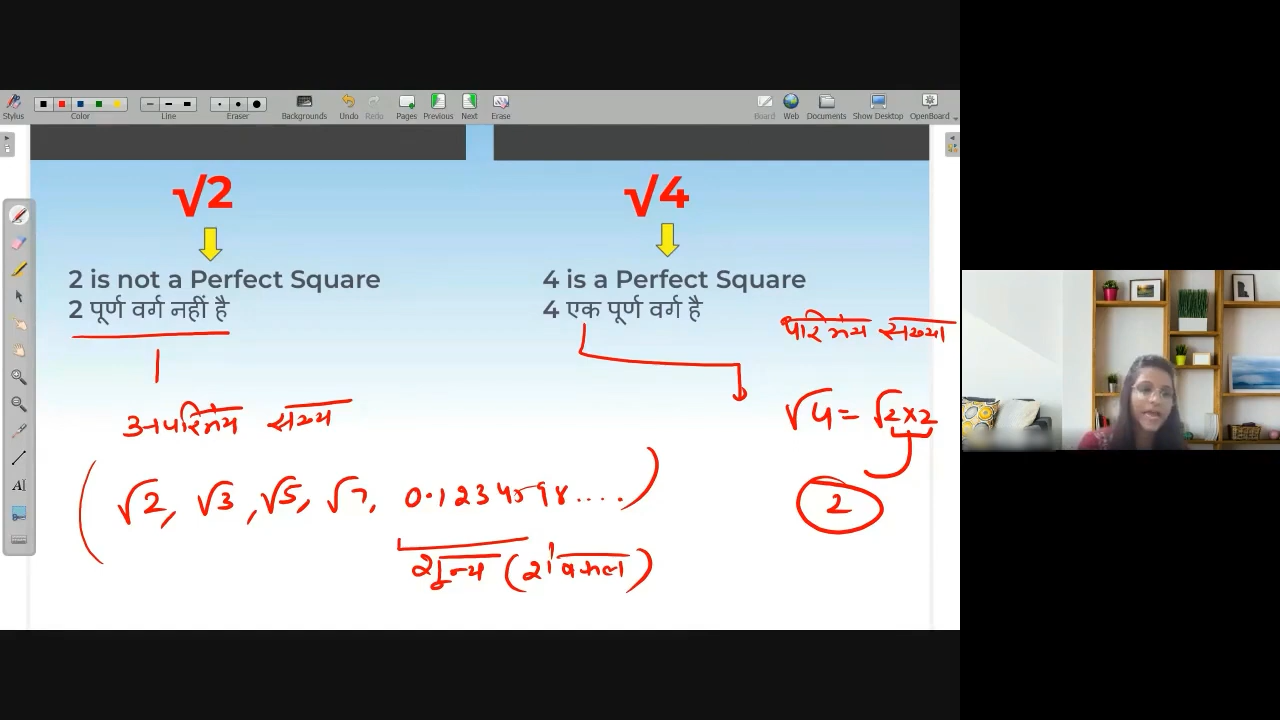 Stylus Color Line Eraser Backgrounds Undo Redo Pages Previous Next Erase Board Web Documents Show Desktop OpenBoard
√2
2 is not a Perfect Square
2 पूर्ण वर्ग नहीं है
अपरिमेय संख्य
(√2, √3, √5, √7, 0.1234598....)
√4
4 is a Perfect Square
4 एक पूर्ण वर्ग है
परिमेय संख्या
√4 = √2×2
2